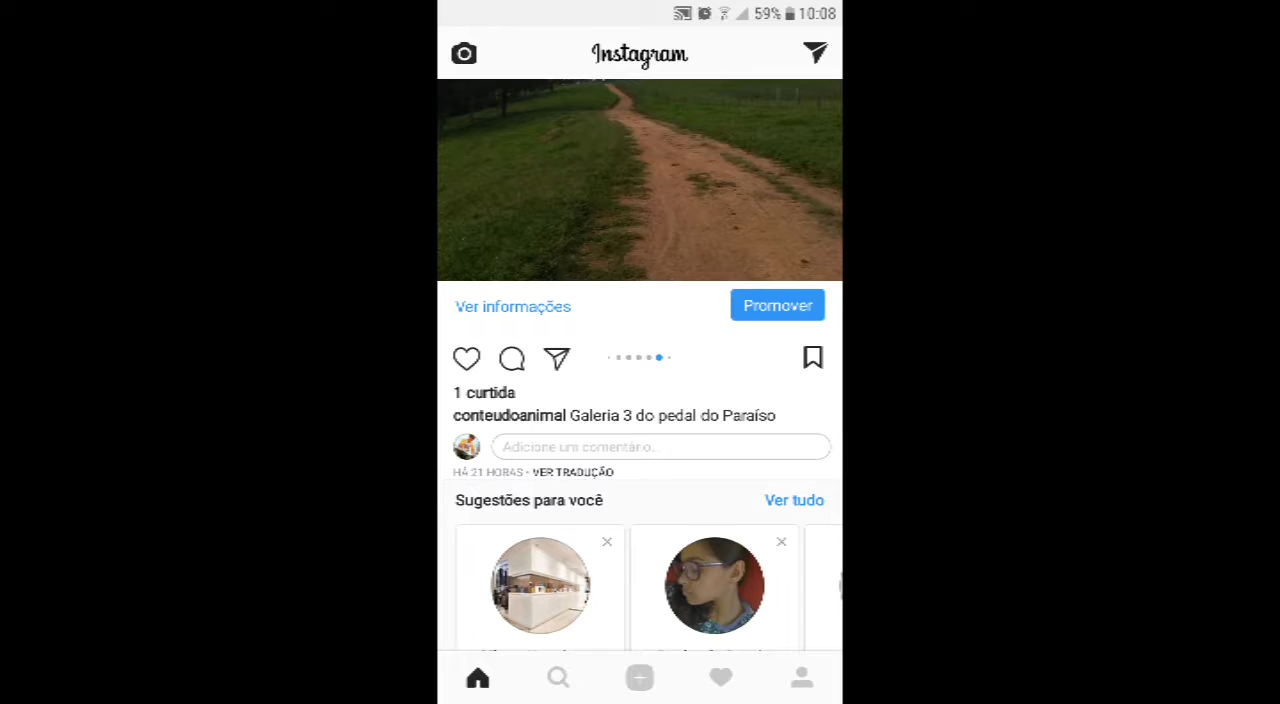 59% 10:08
Instagram
Ver informações
Promover
1 curtida
conteudoanimal Galeria 3 do pedal do Paraíso
Adicione um comentário...
HÁ 21 HORAS • VER TRADUÇÃO
Sugestões para você
Ver tudo